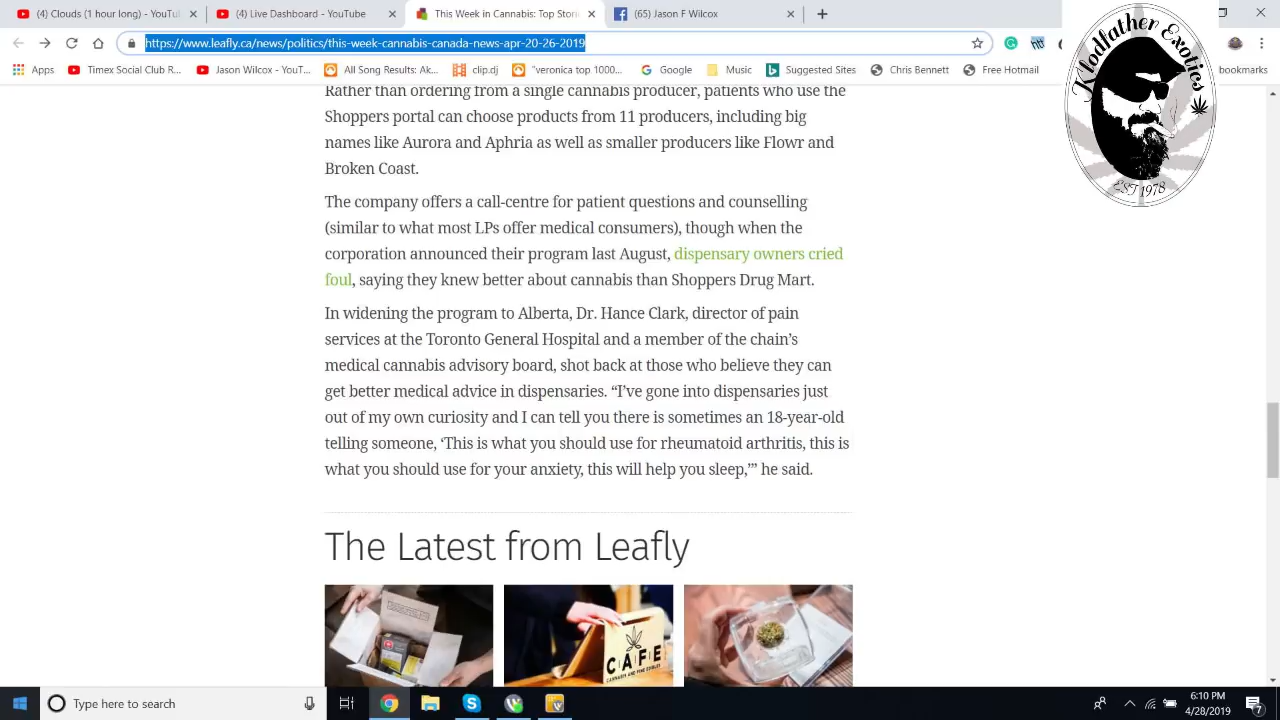 (4) Clouds (1 hour long) - YouTu
(4) Live Dashboard - YouTube
This Week in Cannabis: Top Stori
(65) Jason F Wilcox
https://www.leafly.ca/news/politics/this-week-cannabis-canada-news-apr-20-26-2019
Apps
Timex Social Club R...
Jason Wilcox - YouT...
All Song Results: Ak...
clip.dj
"veronica top 1000...
Google
Music
Suggested Sites
Chris Bennett
Free Hotmail
bookmarks
Klodfather Exotics
EST 1978
Rather than ordering from a single cannabis producer, patients who use the
Shoppers portal can choose products from 11 producers, including big
names like Aurora and Aphria as well as smaller producers like Flowr and
Broken Coast.
The company offers a call-centre for patient questions and counselling
(similar to what most LPs offer medical consumers), though when the
corporation announced their program last August, dispensary owners cried
foul, saying they knew better about cannabis than Shoppers Drug Mart.
In widening the program to Alberta, Dr. Hance Clark, director of pain
services at the Toronto General Hospital and a member of the chain’s
medical cannabis advisory board, shot back at those who believe they can
get better medical advice in dispensaries. “I’ve gone into dispensaries just
out of my own curiosity and I can tell you there is sometimes an 18-year-old
telling someone, ‘This is what you should use for rheumatoid arthritis, this is
what you should use for your anxiety, this will help you sleep,’” he said.
The Latest from Leafly
CAFE
CANNABIS AND FINE EDIBLES
Type here to search
6:10 PM
4/28/2019
7